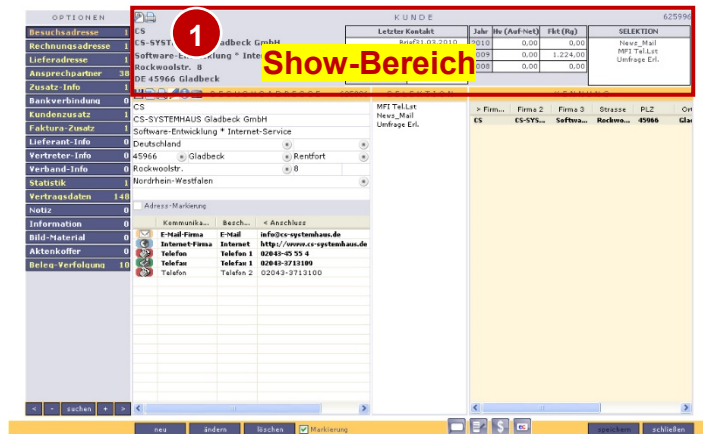 OPTIONEN
KUNDE
625996
1
Show-Bereich
CS
CS-SYST
adbeck GmbH
Software-Ent
lung * Inte
Rockwoolstr. 8
DE 45966 Gladbeck
Letzter Kontakt
Brief 31.03.2010
Jahr Hv (Auf-Net) Fkt (Rg)
2010 0,00 0,00
009 0,00 1.224,00
008 0,00 0,00
SELEKTION
News_Mail
MFI Tel.Lst
Umfrage Erl.
Besuchsadresse 1
Rechnungsadresse 1
Lieferadresse 1
Ansprechpartner 38
Zusatz-Info 1
Bankverbindung 0
Kundenzusatz 1
Faktura-Zusatz 1
Lieferant-Info 0
Vertreter-Info 0
Verband-Info 0
Statistik 1
Vertragsdaten 148
Notiz 0
Information 0
Bild-Material 0
Aktenkoffer 0
Beleg-Verfolgung 10
CS
CS-SYSTEMHAUS Gladbeck GmbH
Software-Entwicklung * Internet-Service
Deutschland
45966 Gladbeck Rentfort
Rockwoolstr. 8
Nordrhein-Westfalen
Adress-Markierung
Kommunika... Besch... < Anschluss
E-Mail-Firma E-Mail info@cs-systemhaus.de
Internet-Firma Internet http://www.cs-systemhaus.de
Telefon Telefon 1 02043-45 55 4
Telefax Telefax 1 02043-3713109
Telefon Telefon 2 02043-3713100
MFI Tel.Lst
News_Mail
Umfrage Erl.
> Firm... Firma 2 Firma 3 Strasse PLZ Ort
CS CS-SYS... Softwa... Rockwo... 45966 Gla
< - suchen + >
neu ändern löschen Markierung
speichern schließen